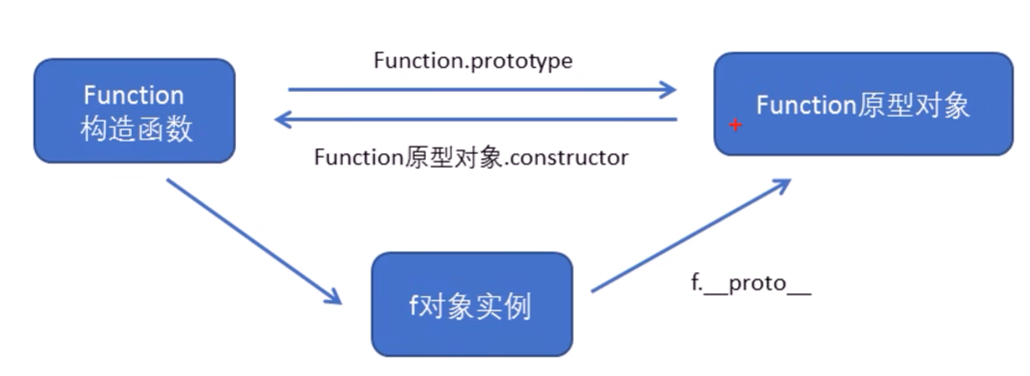 Function.prototype
Function
构造函数
Function原型对象
Function原型对象.constructor
f对象实例
f.__proto__